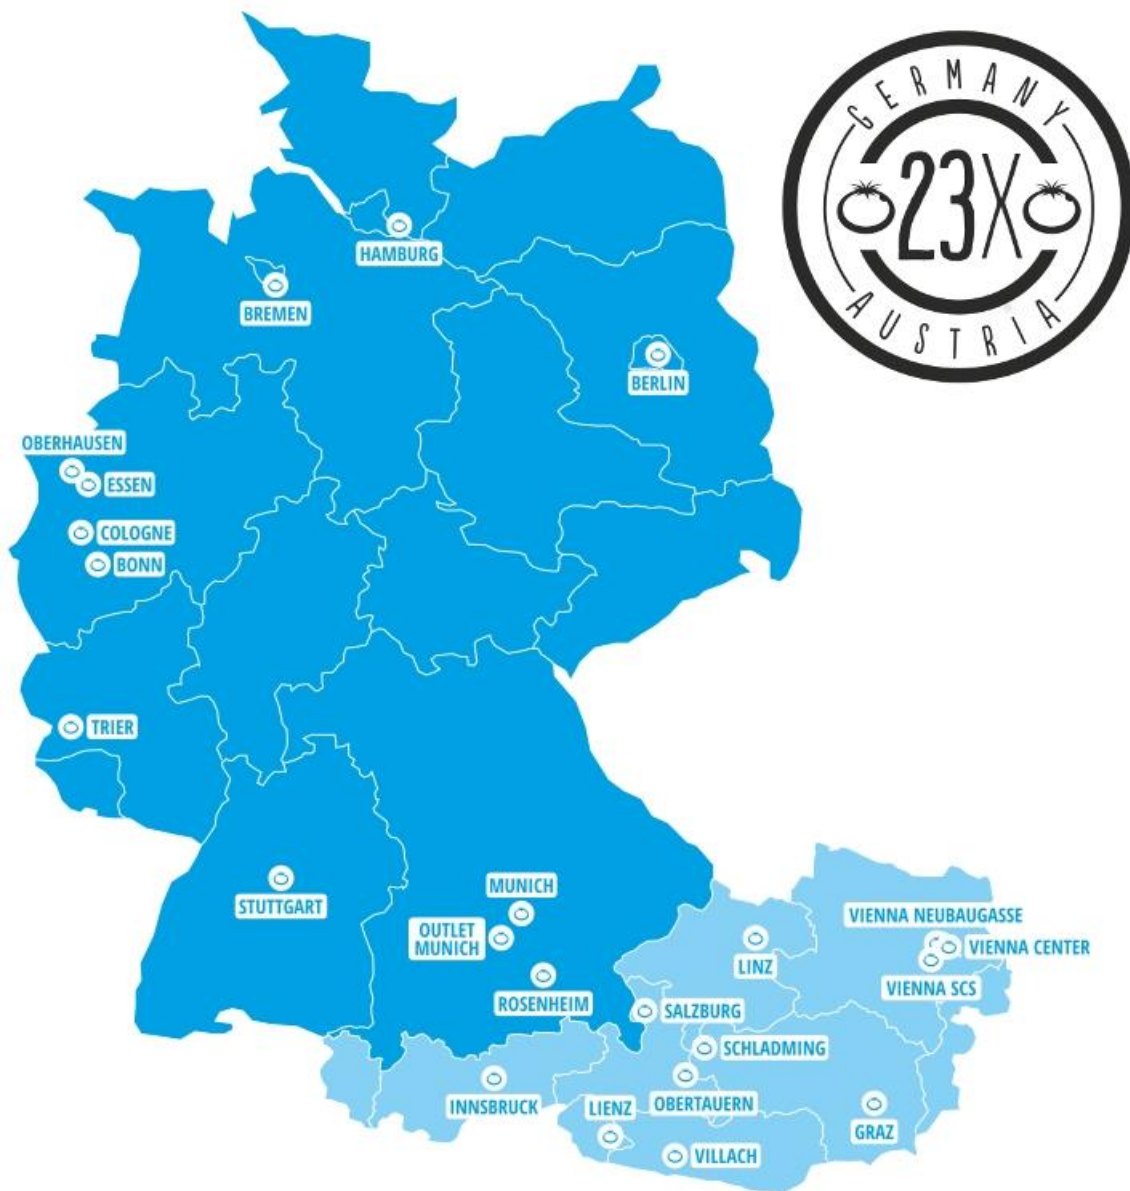 GERMANY
23X
AUSTRIA
HAMBURG
BREMEN
BERLIN
OBERHAUSEN
ESSEN
COLOGNE
BONN
TRIER
STUTTGART
MUNICH
OUTLET
MUNICH
ROSENHEIM
VIENNA NEUBAUGASSE
VIENNA CENTER
VIENNA SCS
LINZ
SALZBURG
SCHLADMING
OBERTAUERN
INNSBRUCK
LIENZ
GRAZ
VILLACH